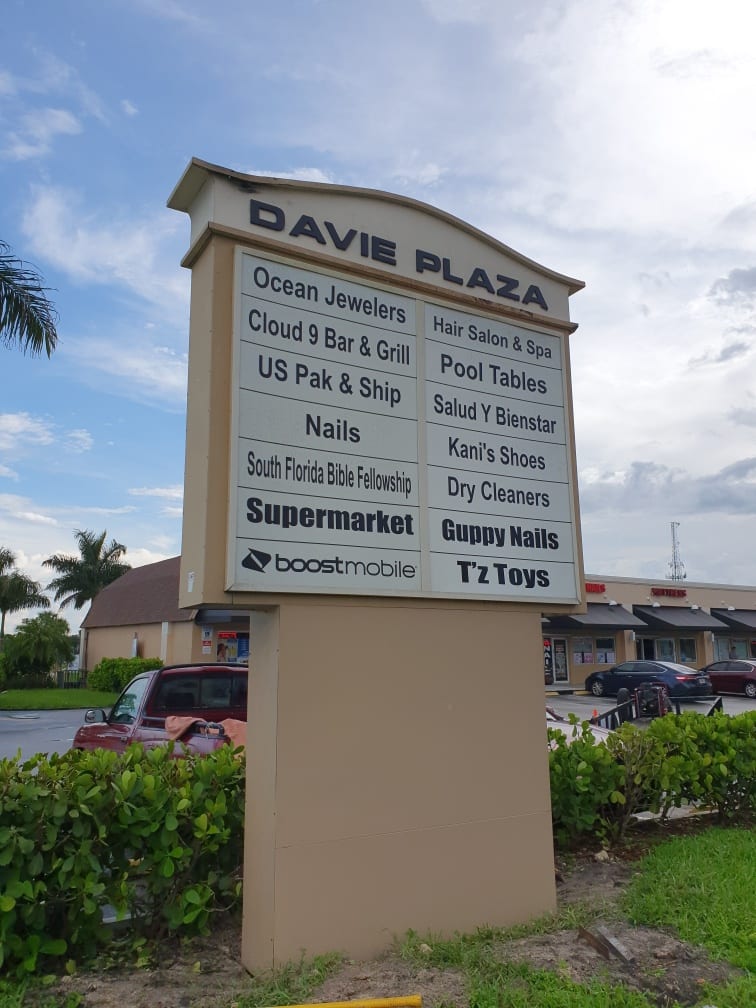 DAVIE PLAZA
Ocean Jewelers
Cloud 9 Bar & Grill
US Pak & Ship
Nails
South Florida Bible Fellowship
Supermarket
boostmobile
Hair Salon & Spa
Pool Tables
Salud Y Bienstar
Kani's Shoes
Dry Cleaners
Guppy Nails
T'z Toys